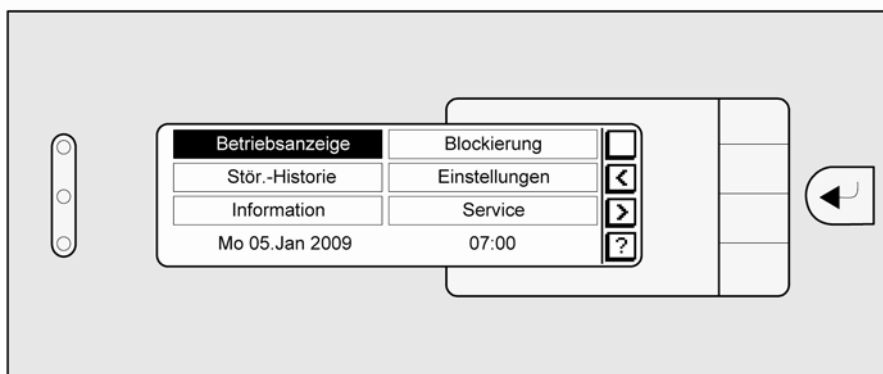 Betriebsanzeige Blockierung
Stör.-Historie Einstellungen <
Information Service >
Mo 05.Jan 2009 07:00 ?